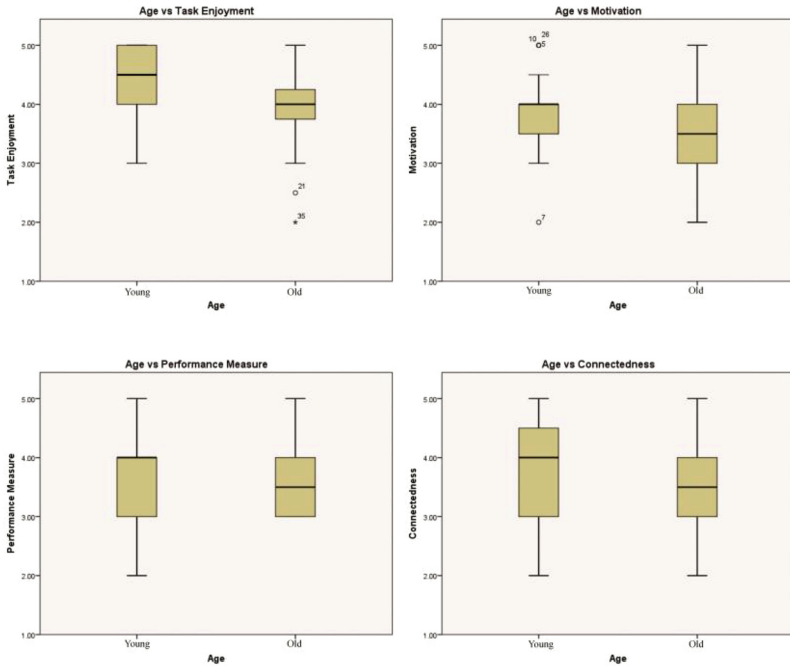 Age vs Task Enjoyment
5.00
4.00
3.00
2.00
1.00
Task Enjoyment
21
35
Young
Old
Age
Age vs Motivation
10 26
5
5.00
4.00
3.00
2.00
1.00
Motivation
7
Young
Old
Age
Age vs Performance Measure
5.00
4.00
3.00
2.00
1.00
Performance Measure
Young
Old
Age
Age vs Connectedness
5.00
4.00
3.00
2.00
1.00
Connectedness
Young
Old
Age